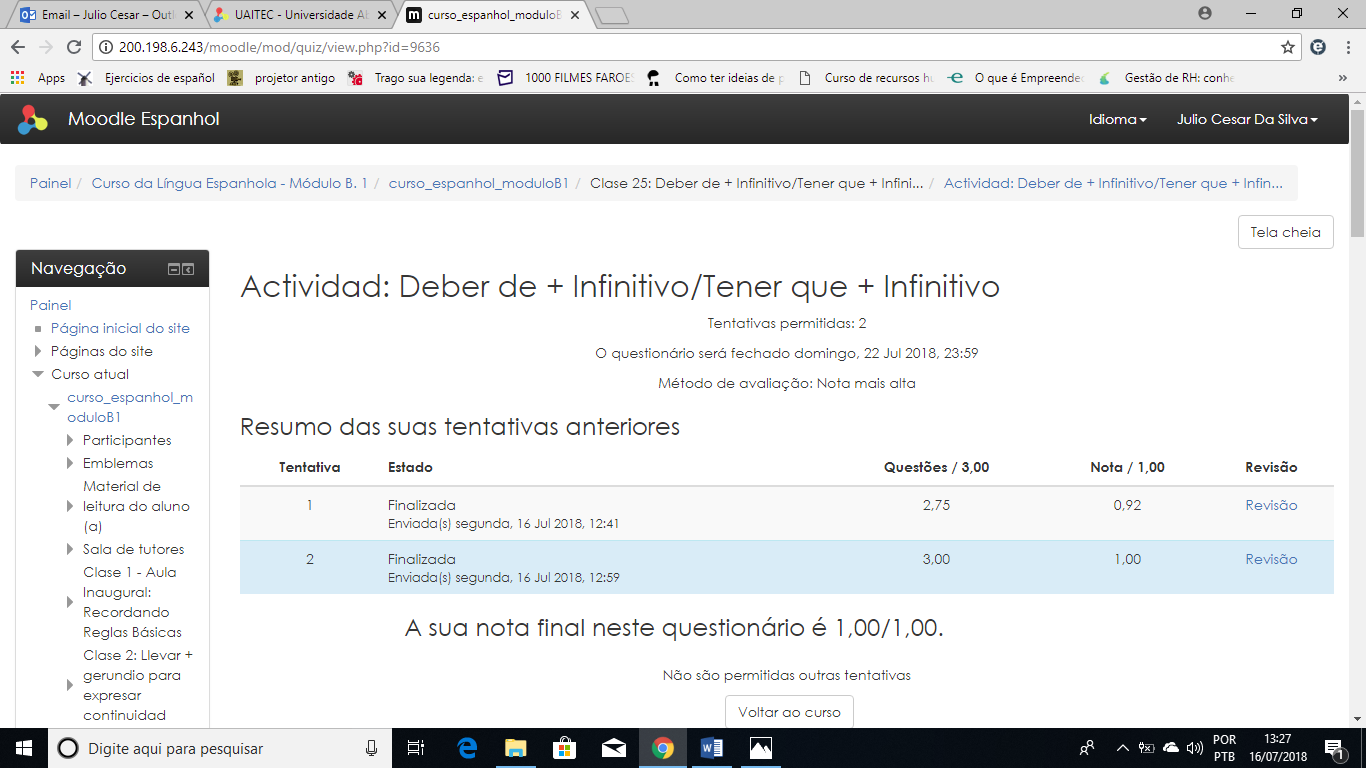 Email – Julio Cesar – Outl
UAITEC - Universidade Ab
curso_espanhol_moduloB
200.198.6.243/moodle/mod/quiz/view.php?id=9636
Apps
Ejercicios de español
projetor antigo
Trago sua legenda: e
1000 FILMES FAROES
Como ter ideias de p
Curso de recursos hu
O que é Empreende
Gestão de RH: conhe
»
Moodle Espanhol
Idioma
Julio Cesar Da Silva
Painel / Curso da Língua Espanhola - Módulo B. 1 / curso_espanhol_moduloB1 / Clase 25: Deber de + Infinitivo/Tener que + Infini... / Actividad: Deber de + Infinitivo/Tener que + Infin...
Tela cheia
Navegação
Painel
Página inicial do site
Páginas do site
Curso atual
curso_espanhol_m
oduloB1
Participantes
Emblemas
Material de
leitura do aluno
(a)
Sala de tutores
Clase 1 - Aula
Inaugural:
Recordando
Reglas Básicas
Clase 2: Llevar +
gerundio para
expresar
continuidad
Actividad: Deber de + Infinitivo/Tener que + Infinitivo
Tentativas permitidas: 2
O questionário será fechado domingo, 22 Jul 2018, 23:59
Método de avaliação: Nota mais alta
Resumo das suas tentativas anteriores
Tentativa Estado Questões / 3,00 Nota / 1,00 Revisão
1 Finalizada 2,75 0,92 Revisão
Enviada(s) segunda, 16 Jul 2018, 12:41
2 Finalizada 3,00 1,00 Revisão
Enviada(s) segunda, 16 Jul 2018, 12:59
A sua nota final neste questionário é 1,00/1,00.
Não são permitidas outras tentativas
Voltar ao curso
Digite aqui para pesquisar
POR
PTB
13:27
16/07/2018
1